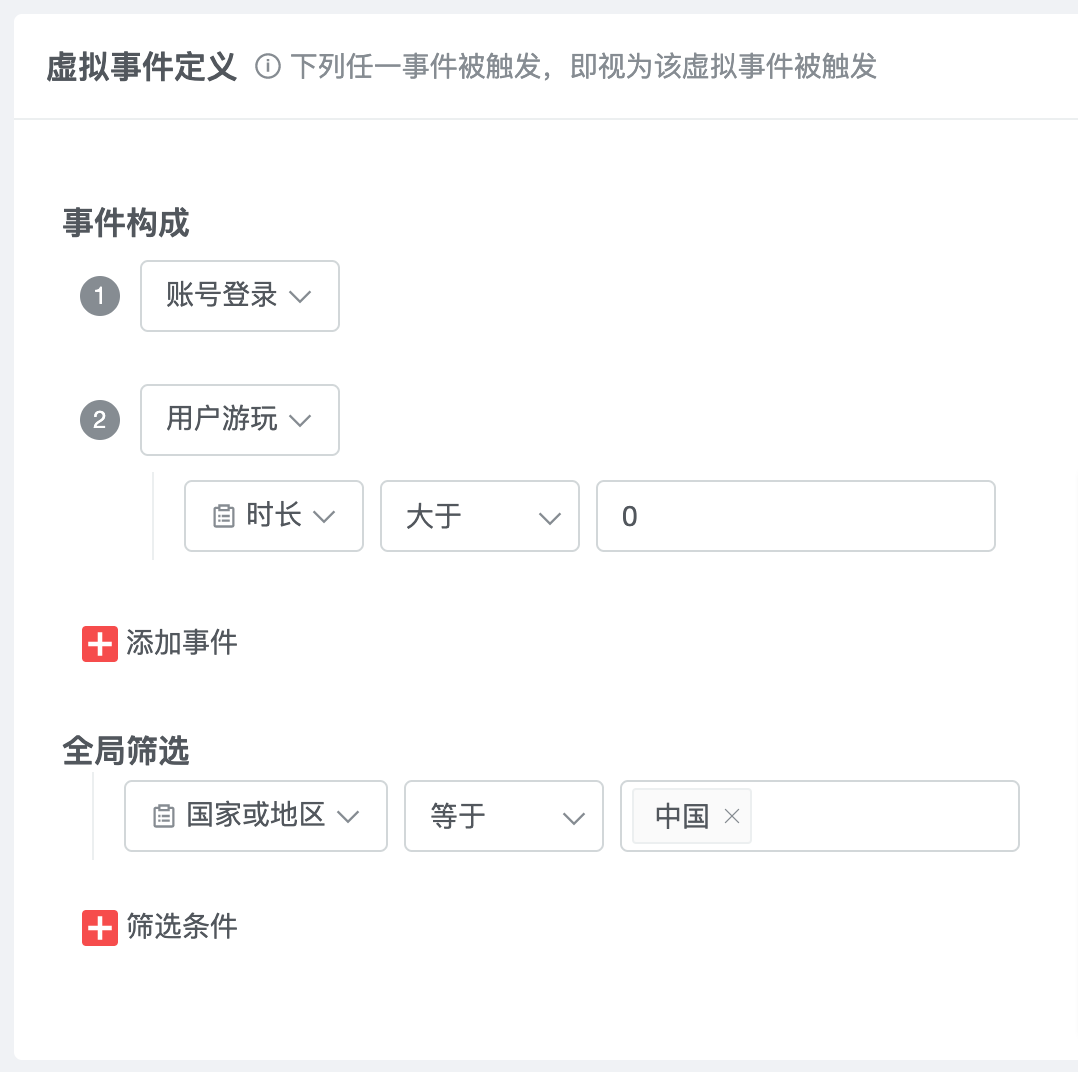 虚拟事件定义 下列任一事件被触发，即视为该虚拟事件被触发
事件构成
1 账号登录
2 用户游玩
时长 大于 0
添加事件
全局筛选
国家或地区 等于 中国
筛选条件